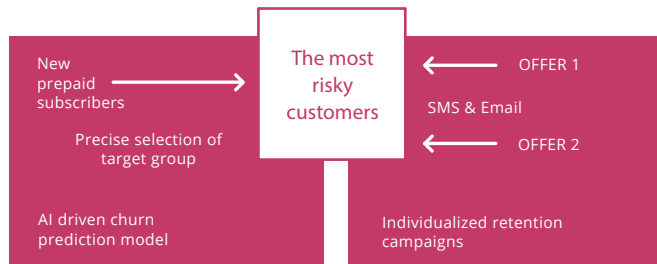 New
prepaid
subscribers
Precise selection of
target group
AI driven churn
prediction model
The most
risky
customers
OFFER 1
SMS & Email
OFFER 2
Individualized retention
campaigns